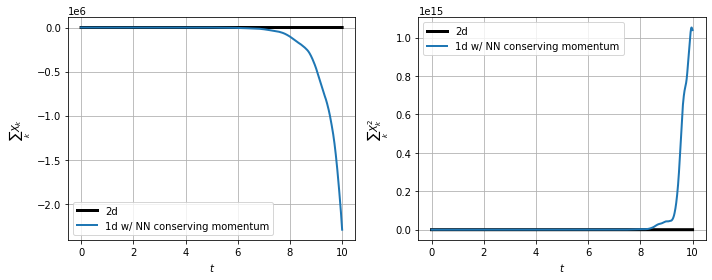 1e6
0.0
−0.5
−1.0
−1.5
−2.0
∑ X_k
k
2d
1d w/ NN conserving momentum
0 2 4 6 8 10
t
1e15
1.0
0.8
0.6
0.4
0.2
0.0
∑ X_k^2
k
2d
1d w/ NN conserving momentum
0 2 4 6 8 10
t